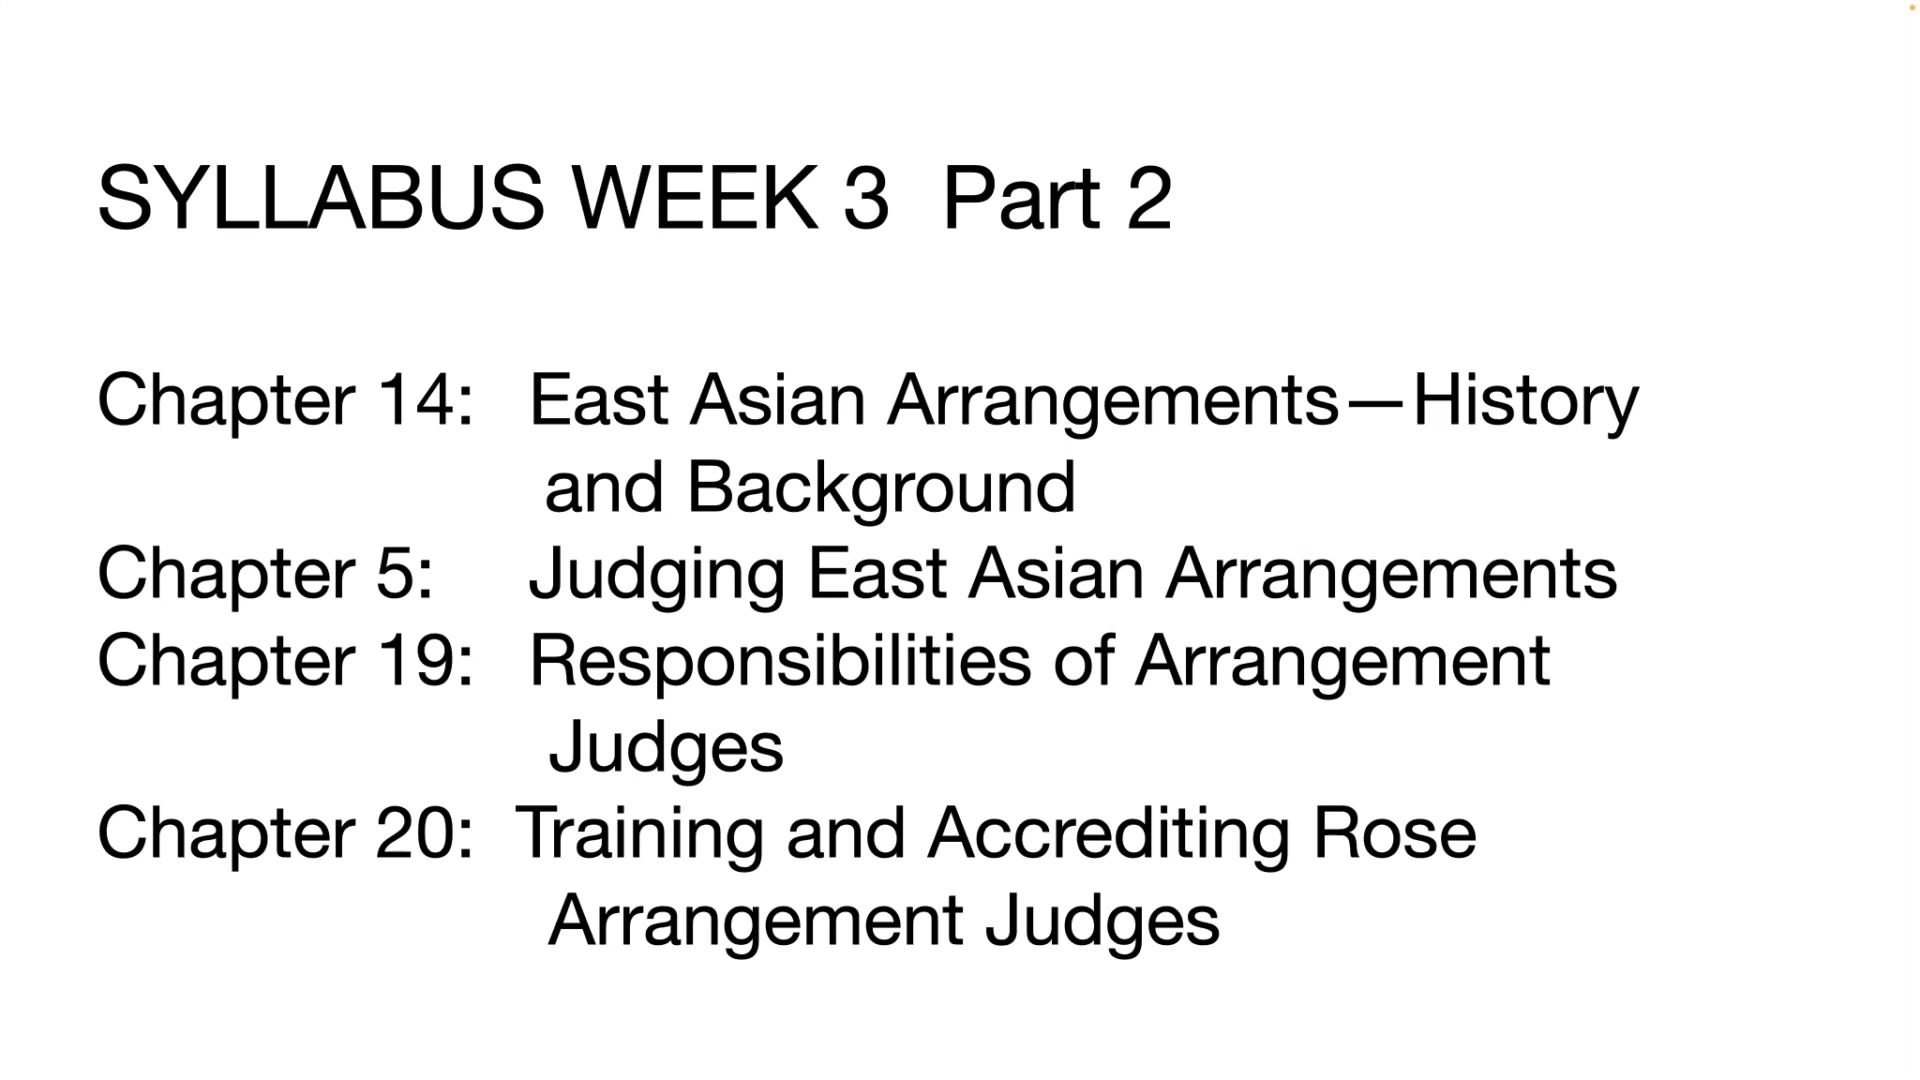 SYLLABUS WEEK 3 Part 2
Chapter 14: East Asian Arrangements—History
and Background
Chapter 5: Judging East Asian Arrangements
Chapter 19: Responsibilities of Arrangement
Judges
Chapter 20: Training and Accrediting Rose
Arrangement Judges